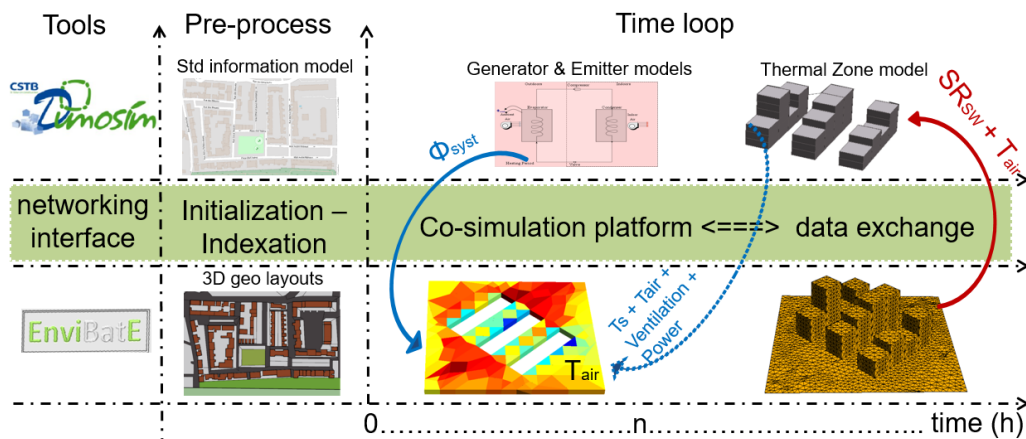 Tools
Pre-process
Time loop
CSTB
Dimosim
Std information model
Generator & Emitter models
Thermal Zone model
Φsyst
SRsw + Tair
networking
interface
Initialization –
Indexation
Co-simulation platform <===> data exchange
3D geo layouts
EnviBatE
Tair
Ts + Tair +
Ventilation +
Power
0....................................n.....................................… time (h)